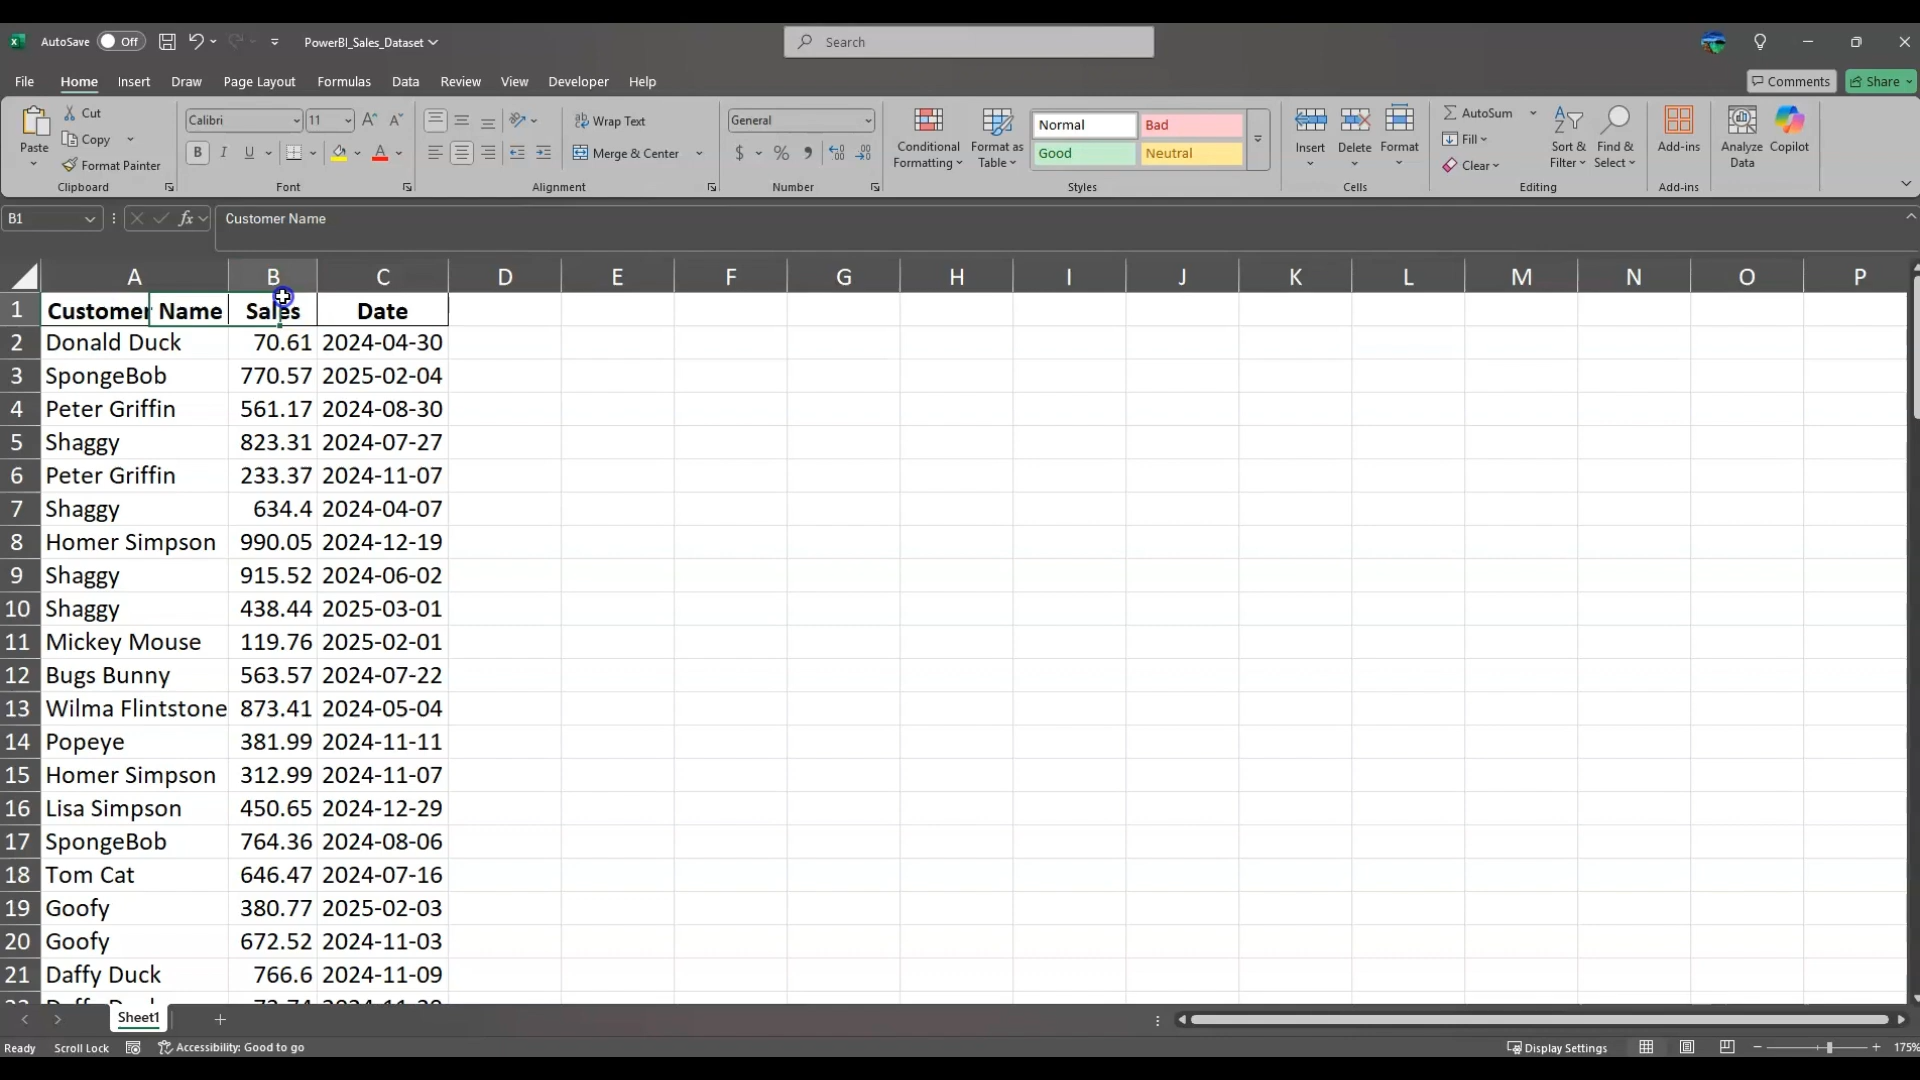 AutoSave Off PowerBI_Sales_Dataset Search
File Home Insert Draw Page Layout Formulas Data Review View Developer Help Comments Share
Paste Cut Copy Format Painter Clipboard
Calibri 11 A^ A˅ B I U A Font
Wrap Text Merge & Center Alignment
General $ % 9 Number
Conditional Formatting Format as Table Normal Bad Good Neutral Styles
Insert Delete Format Cells
AutoSum Fill Clear Sort & Filter Find & Select Editing
Add-ins Add-ins
Analyze Data Copilot
B1 fx Customer Name
A B C D E F G H I J K L M N O P
1 Customer Name Sales Date
2 Donald Duck 70.61 2024-04-30
3 SpongeBob 770.57 2025-02-04
4 Peter Griffin 561.17 2024-08-30
5 Shaggy 823.31 2024-07-27
6 Peter Griffin 233.37 2024-11-07
7 Shaggy 634.4 2024-04-07
8 Homer Simpson 990.05 2024-12-19
9 Shaggy 915.52 2024-06-02
10 Shaggy 438.44 2025-03-01
11 Mickey Mouse 119.76 2025-02-01
12 Bugs Bunny 563.57 2024-07-22
13 Wilma Flintstone 873.41 2024-05-04
14 Popeye 381.99 2024-11-11
15 Homer Simpson 312.99 2024-11-07
16 Lisa Simpson 450.65 2024-12-29
17 SpongeBob 764.36 2024-08-06
18 Tom Cat 646.47 2024-07-16
19 Goofy 380.77 2025-02-03
20 Goofy 672.52 2024-11-03
21 Daffy Duck 766.6 2024-11-09
Sheet1
Ready Scroll Lock Accessibility: Good to go Display Settings 175%